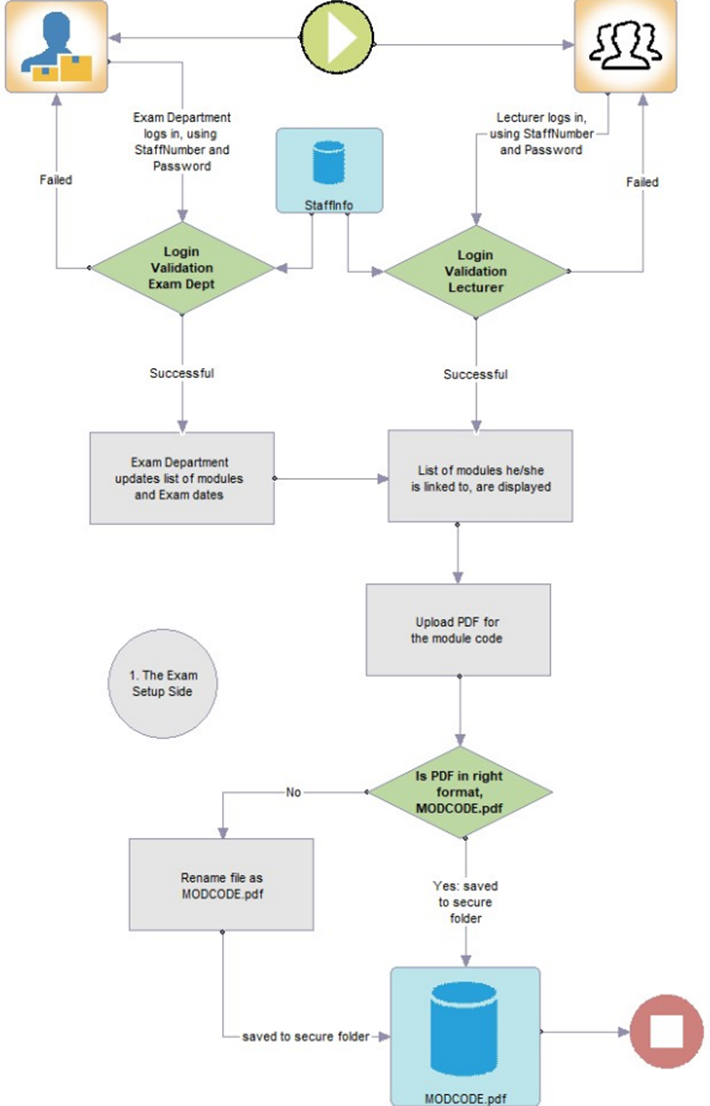 Exam Department
logs in, using
StaffNumber and
Password
Lecturer logs in,
using StaffNumber
and Password
StaffInfo
Failed
Failed
Login
Validation
Exam Dept
Login
Validation
Lecturer
Successful
Successful
Exam Department
updates list of modules
and Exam dates
List of modules he/she
is linked to, are displayed
Upload PDF for
the module code
1. The Exam
Setup Side
Is PDF in right
format,
MODCODE.pdf
No
Rename file as
MODCODE.pdf
Yes: saved
to secure
folder
saved to secure folder
MODCODE.pdf